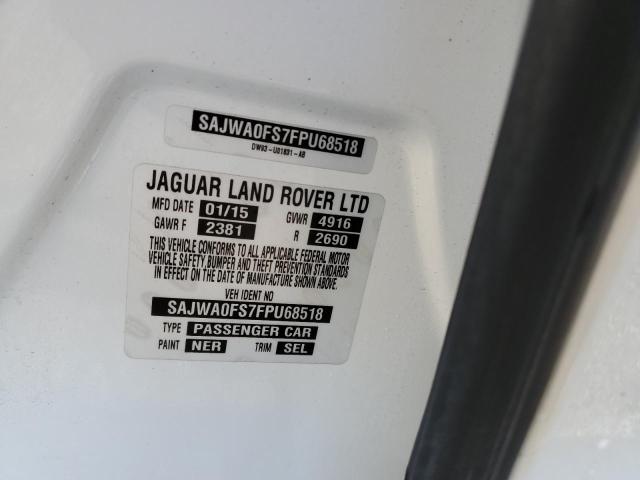 SAJWA0FS7FPU68518
DW93-U01831-AB
JAGUAR LAND ROVER LTD
MFD DATE 01/15 GVWR 4916
GAWR F 2381 R 2690
THIS VEHICLE CONFORMS TO ALL APPLICABLE FEDERAL MOTOR
VEHICLE SAFETY, BUMPER AND THEFT PREVENTION STANDARDS
IN EFFECT ON THE DATE OF MANUFACTURE SHOWN ABOVE.
VEH IDENT NO
SAJWA0FS7FPU68518
TYPE PASSENGER CAR
PAINT NER TRIM SEL